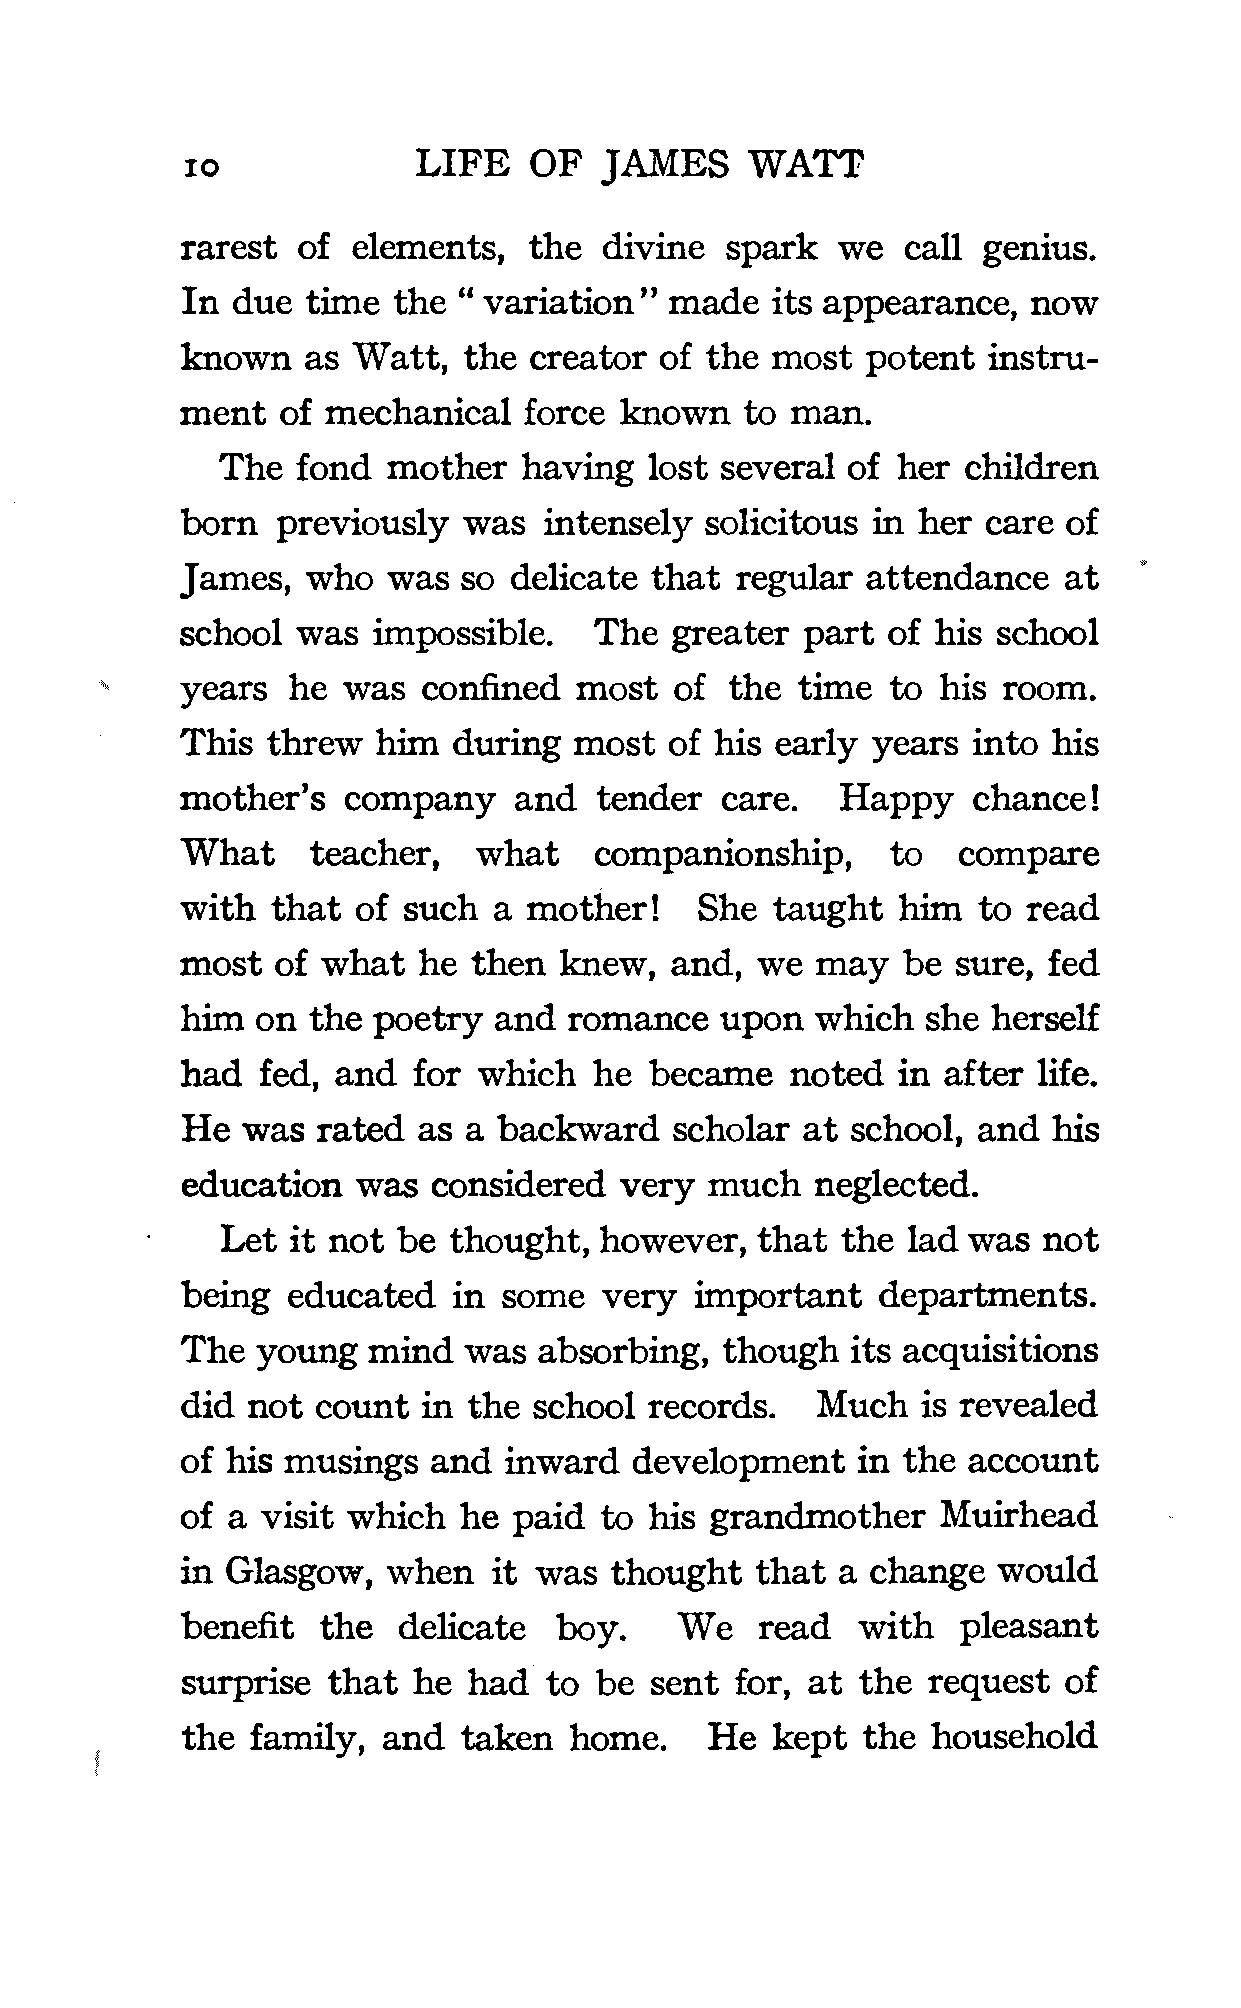 10 LIFE OF JAMES WATT
rarest of elements, the divine spark we call genius.
In due time the “ variation ” made its appearance, now
known as Watt, the creator of the most potent instru-
ment of mechanical force known to man.
The fond mother having lost several of her children
born previously was intensely solicitous in her care of
James, who was so delicate that regular attendance at
school was impossible. The greater part of his school
years he was confined most of the time to his room.
This threw him during most of his early years into his
mother's company and tender care. Happy chance!
What teacher, what companionship, to compare
with that of such a mother! She taught him to read
most of what he then knew, and, we may be sure, fed
him on the poetry and romance upon which she herself
had fed, and for which he became noted in after life.
He was rated as a backward scholar at school, and his
education was considered very much neglected.
Let it not be thought, however, that the lad was not
being educated in some very important departments.
The young mind was absorbing, though its acquisitions
did not count in the school records. Much is revealed
of his musings and inward development in the account
of a visit which he paid to his grandmother Muirhead
in Glasgow, when it was thought that a change would
benefit the delicate boy. We read with pleasant
surprise that he had to be sent for, at the request of
the family, and taken home. He kept the household